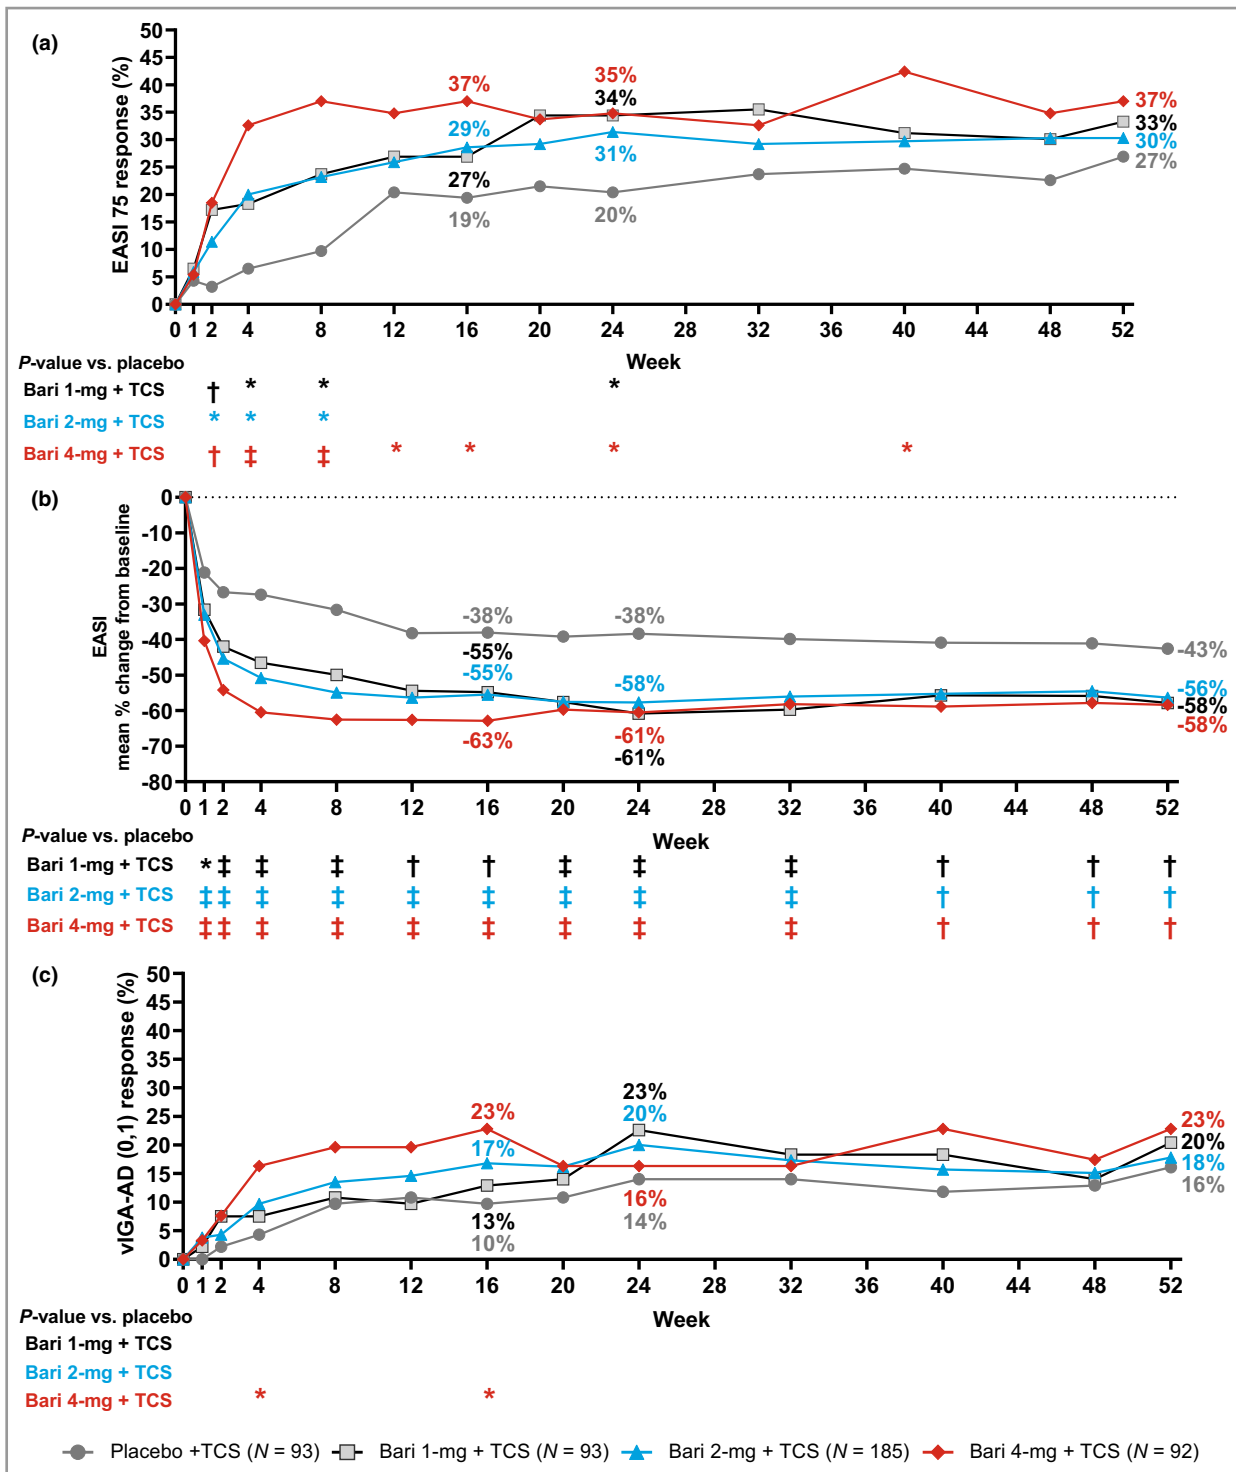 (a)
EASI 75 response (%)
50
45
40
35
30
25
20
15
10
5
0
37%
29%
27%
19%
35%
34%
31%
20%
37%
33%
30%
27%
0 1 2 4 8 12 16 20 24 28 32 36 40 44 48 52
Week
P-value vs. placebo
Bari 1-mg + TCS † * * *
Bari 2-mg + TCS * * *
Bari 4-mg + TCS † ‡ ‡ * * * *
(b)
EASI
mean % change from baseline
0
-10
-20
-30
-40
-50
-60
-70
-80
-38%
-55%
-55%
-63%
-38%
-58%
-61%
-61%
-43%
-56%
-58%
-58%
0 1 2 4 8 12 16 20 24 28 32 36 40 44 48 52
Week
P-value vs. placebo
Bari 1-mg + TCS * ‡ ‡ ‡ † † ‡ ‡ ‡ † † †
Bari 2-mg + TCS ‡ ‡ ‡ ‡ ‡ ‡ ‡ ‡ ‡ † † †
Bari 4-mg + TCS ‡ ‡ ‡ ‡ ‡ ‡ ‡ ‡ ‡ † † †
(c)
vIGA-AD (0,1) response (%)
50
45
40
35
30
25
20
15
10
5
0
23%
17%
13%
10%
23%
20%
16%
14%
23%
20%
18%
16%
0 1 2 4 8 12 16 20 24 28 32 36 40 44 48 52
Week
P-value vs. placebo
Bari 1-mg + TCS
Bari 2-mg + TCS
Bari 4-mg + TCS * *
Placebo +TCS (N = 93) Bari 1-mg + TCS (N = 93) Bari 2-mg + TCS (N = 185) Bari 4-mg + TCS (N = 92)